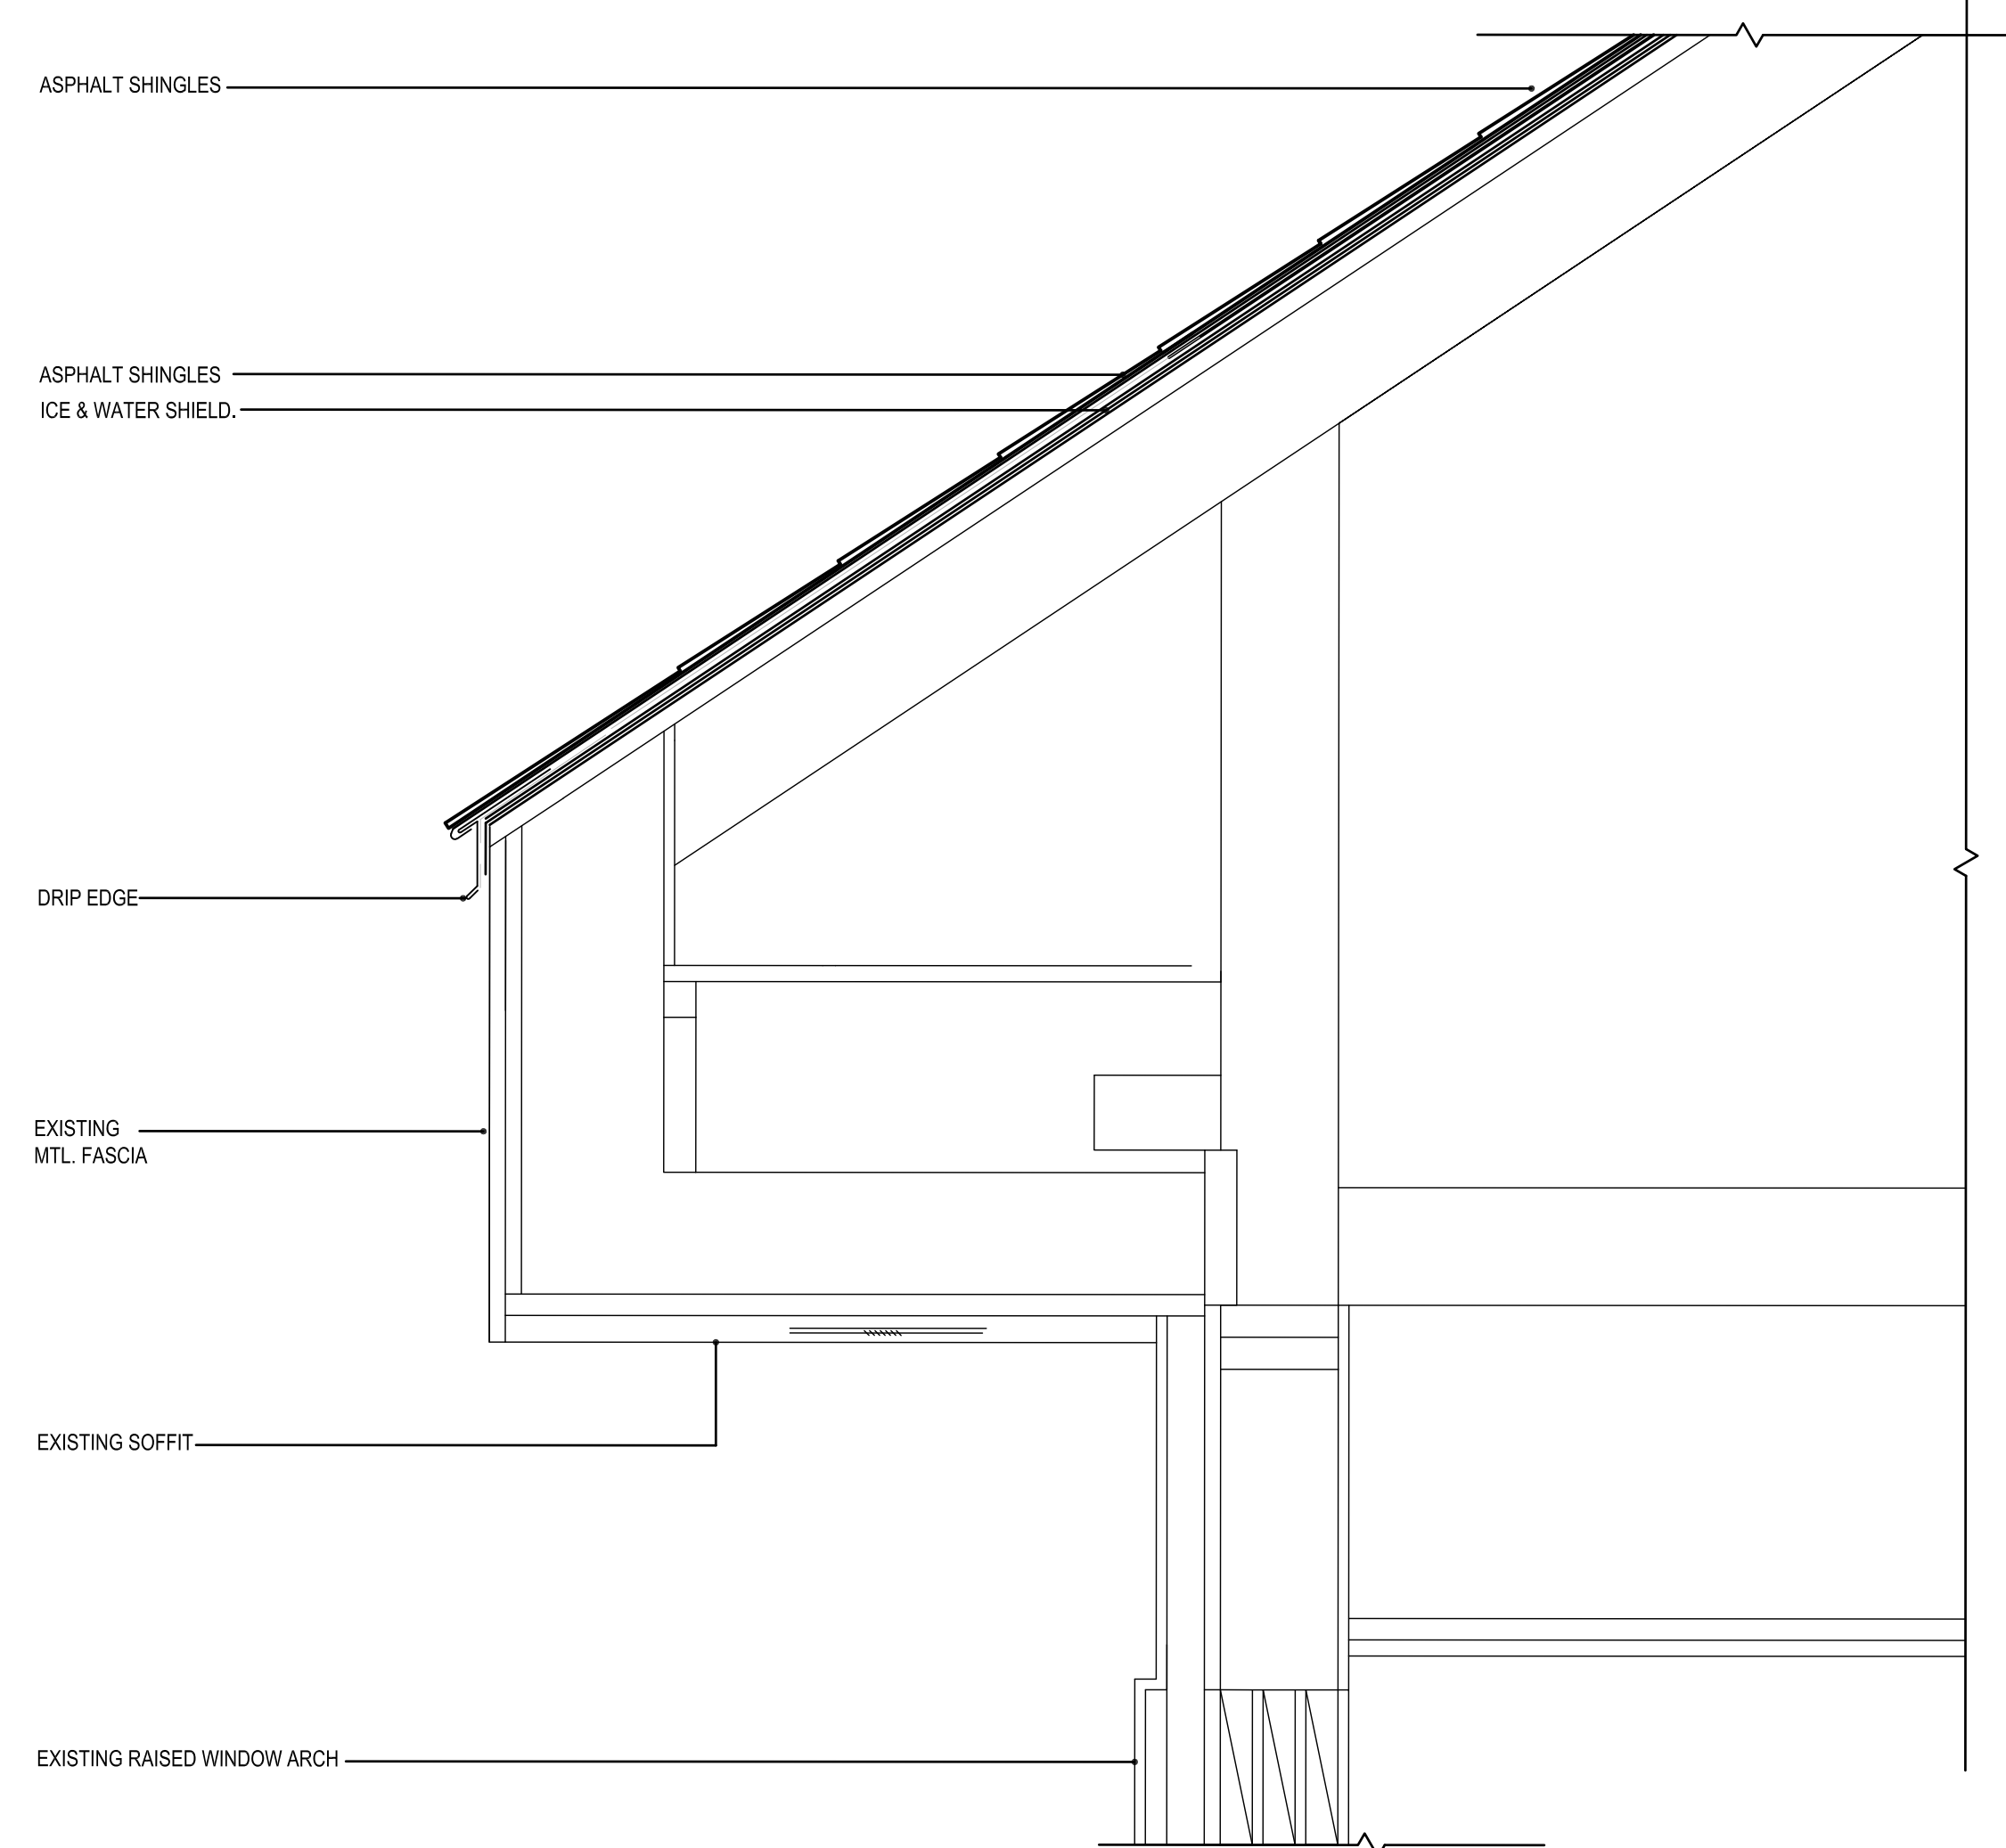 ASPHALT SHINGLES
ASPHALT SHINGLES
ICE & WATER SHIELD.
DRIP EDGE
EXISTING
MTL. FASCIA
EXISTING SOFFIT
EXISTING RAISED WINDOW ARCH